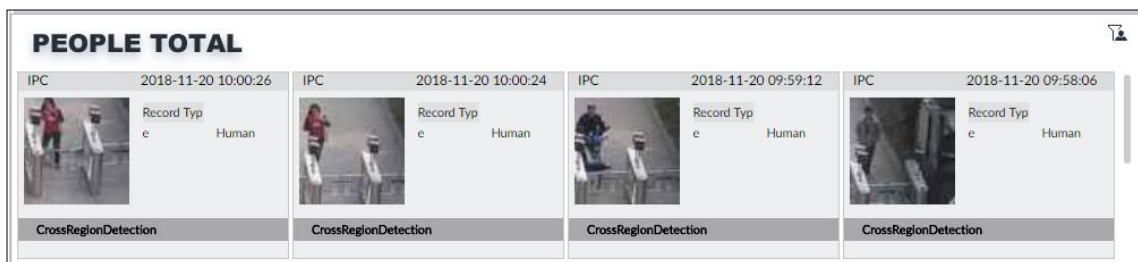 PEOPLE TOTAL
IPC 2018-11-20 10:00:26
Record Typ
e Human
CrossRegionDetection
IPC 2018-11-20 10:00:24
Record Typ
e Human
CrossRegionDetection
IPC 2018-11-20 09:59:12
Record Typ
e Human
CrossRegionDetection
IPC 2018-11-20 09:58:06
Record Typ
e Human
CrossRegionDetection